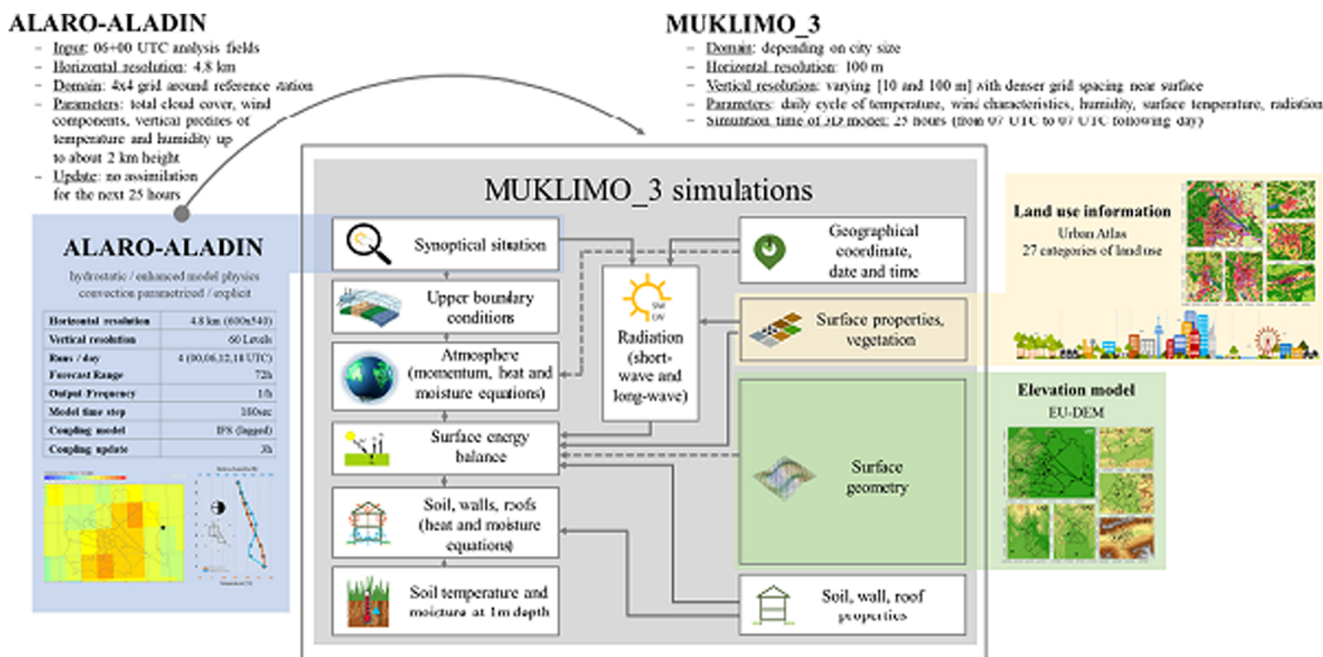 ALARO-ALADIN
– Input: 06+00 UTC analysis fields
– Horizontal resolution: 4.8 km
– Domain: 4x4 grid around reference station
– Parameters: total cloud cover, wind
components, vertical profiles of
temperature and humidity up
to about 2 km height
– Update: no assimilation
for the next 25 hours
MUKLIMO_3
– Domain: depending on city size
– Horizontal resolution: 100 m
– Vertical resolution: varying [10 and 100 m] with denser grid spacing near surface
– Parameters: daily cycle of temperature, wind characteristics, humidity, surface temperature, radiation
– Simulation time of 3D model: 25 hours (from 07 UTC to 07 UTC following day)
ALARO-ALADIN
hydrostatic / enhanced model physics
convection parametrized / explicit
Horizontal resolution 4.8 km (600x540)
Vertical resolution 60 Levels
Runs / day 4 (00,06,12,18 UTC)
Forecast Range 72h
Output Frequency 1h
Model time step 180sec
Coupling model IFS (lagged)
Coupling update 3h
MUKLIMO_3 simulations
Synoptical situation
Upper boundary
conditions
Atmosphere
(momentum, heat and
moisture equations)
Surface energy
balance
Soil, walls, roofs
(heat and moisture
equations)
Soil temperature and
moisture at 1m depth
SW
LW
Radiation
(short-
wave and
long-wave)
Geographical
coordinate,
date and time
Surface properties,
vegetation
Surface
geometry
Soil, wall, roof
properties
Land use information
Urban Atlas
27 categories of land use
Elevation model
EU-DEM